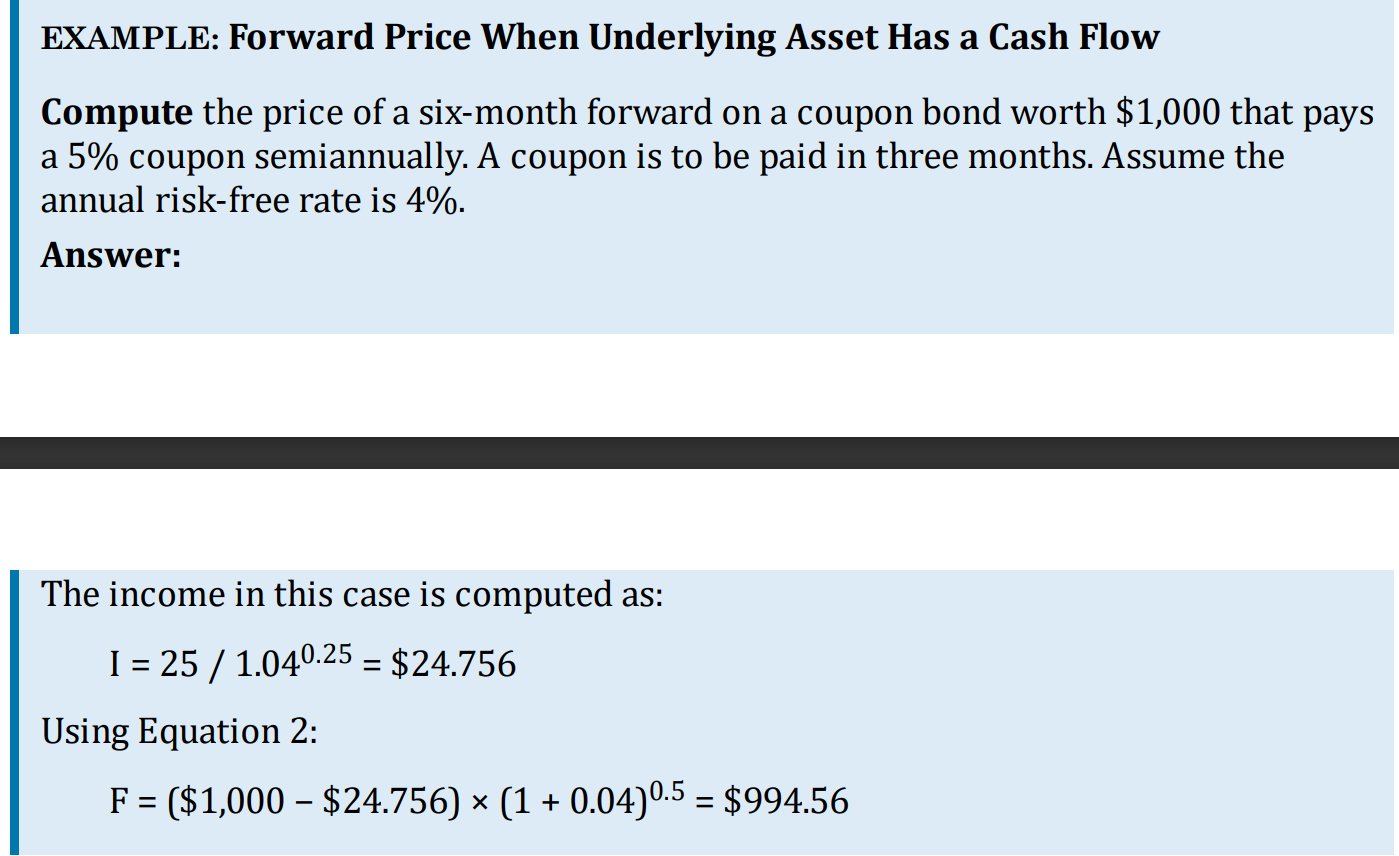 EXAMPLE: Forward Price When Underlying Asset Has a Cash Flow
Compute the price of a six-month forward on a coupon bond worth $1,000 that pays
a 5% coupon semiannually. A coupon is to be paid in three months. Assume the
annual risk-free rate is 4%.
Answer:
The income in this case is computed as:
I = 25 / 1.04^0.25 = $24.756
Using Equation 2:
F = ($1,000 – $24.756) × (1 + 0.04)^0.5 = $994.56